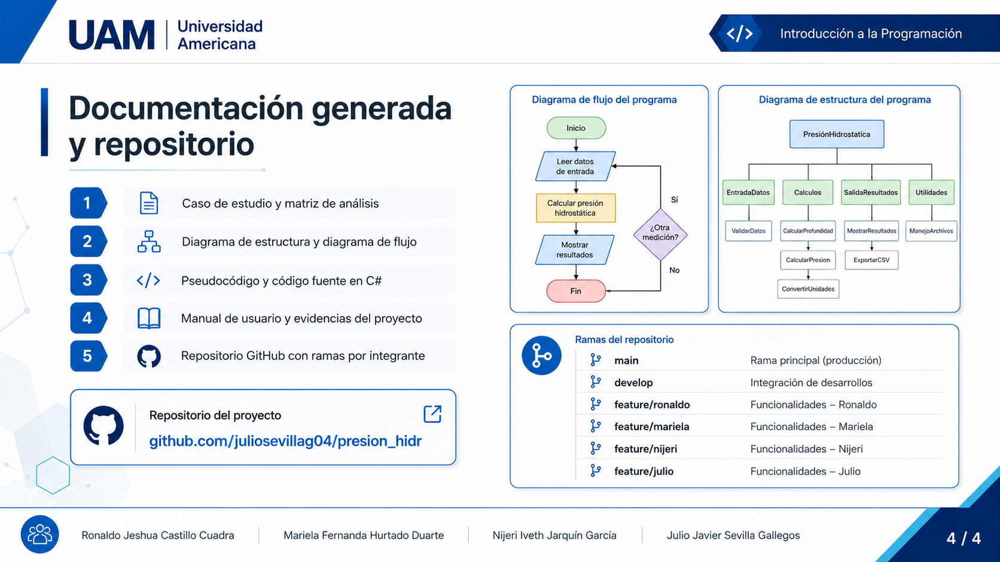 UAM
Universidad
Americana
</>
Introducción a la Programación
Documentación generada
y repositorio
1
Caso de estudio y matriz de análisis
2
Diagrama de estructura y diagrama de flujo
3
</>
Pseudocódigo y código fuente en C#
4
Manual de usuario y evidencias del proyecto
5
Repositorio GitHub con ramas por integrante
Repositorio del proyecto
github.com/juliosevillag04/presion_hidr
Diagrama de flujo del programa
Inicio
Leer datos
de entrada
Calcular presión
hidrostática
Mostrar
resultados
Fin
Sí
¿Otra
medición?
No
Diagrama de estructura del programa
PresiónHidrostatica
EntradaDatos
Calculos
SalidaResultados
Utilidades
ValidarDatos
CalcularProfundidad
MostrarResultados
ManejoArchivos
CalcularPresion
ExportarCSV
ConvertirUnidades
Ramas del repositorio
main Rama principal (producción)
develop Integración de desarrollos
feature/ronaldo Funcionalidades – Ronaldo
feature/mariela Funcionalidades – Mariela
feature/nijeri Funcionalidades – Nijeri
feature/julio Funcionalidades – Julio
Ronaldo Jeshua Castillo Cuadra
Mariela Fernanda Hurtado Duarte
Nijeri Iveth Jarquín García
Julio Javier Sevilla Gallegos
4 / 4